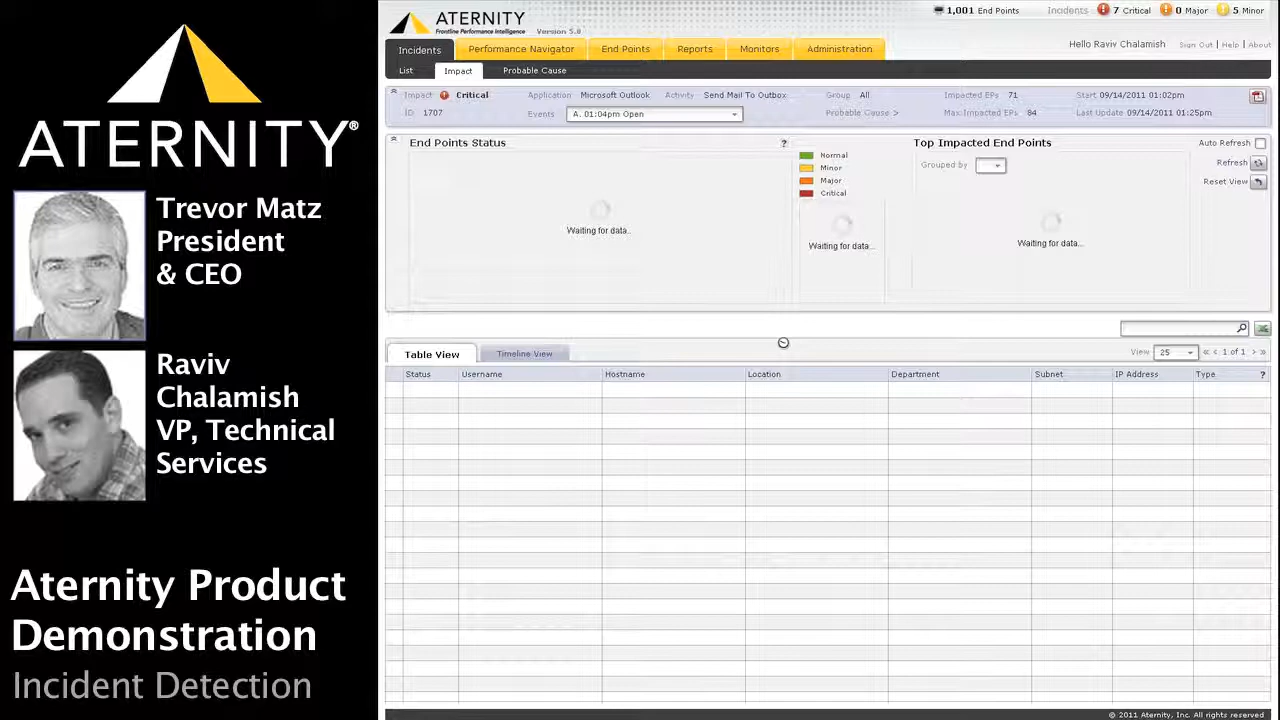 ATERNITY®
Trevor Matz
President
& CEO
Raviv
Chalamish
VP, Technical
Services
Aternity Product
Demonstration
Incident Detection
ATERNITY
Frontline Performance Intelligence Version 5.0
1,001 End Points Incidents 7 Critical 0 Major 5 Minor
Incidents Performance Navigator End Points Reports Monitors Administration
Hello Raviv Chalamish Sign Out | Help | About
List Impact Probable Cause
Impact Critical Application Microsoft Outlook Activity Send Mail To Outbox Group All Impacted EPs 71 Start 09/14/2011 01:02pm
ID 1707 Events A. 01:04pm Open Probable Cause > Max Impacted EPs 84 Last Update 09/14/2011 01:25pm
End Points Status ?
Normal
Minor
Major
Critical
Top Impacted End Points
Grouped by
Auto Refresh
Refresh
Reset View
Waiting for data..
Waiting for data...
Waiting for data...
Table View Timeline View
View 25 « < 1 of 1 > »
Status Username Hostname Location Department Subnet IP Address Type ?
© 2011 Aternity, Inc. All rights reserved